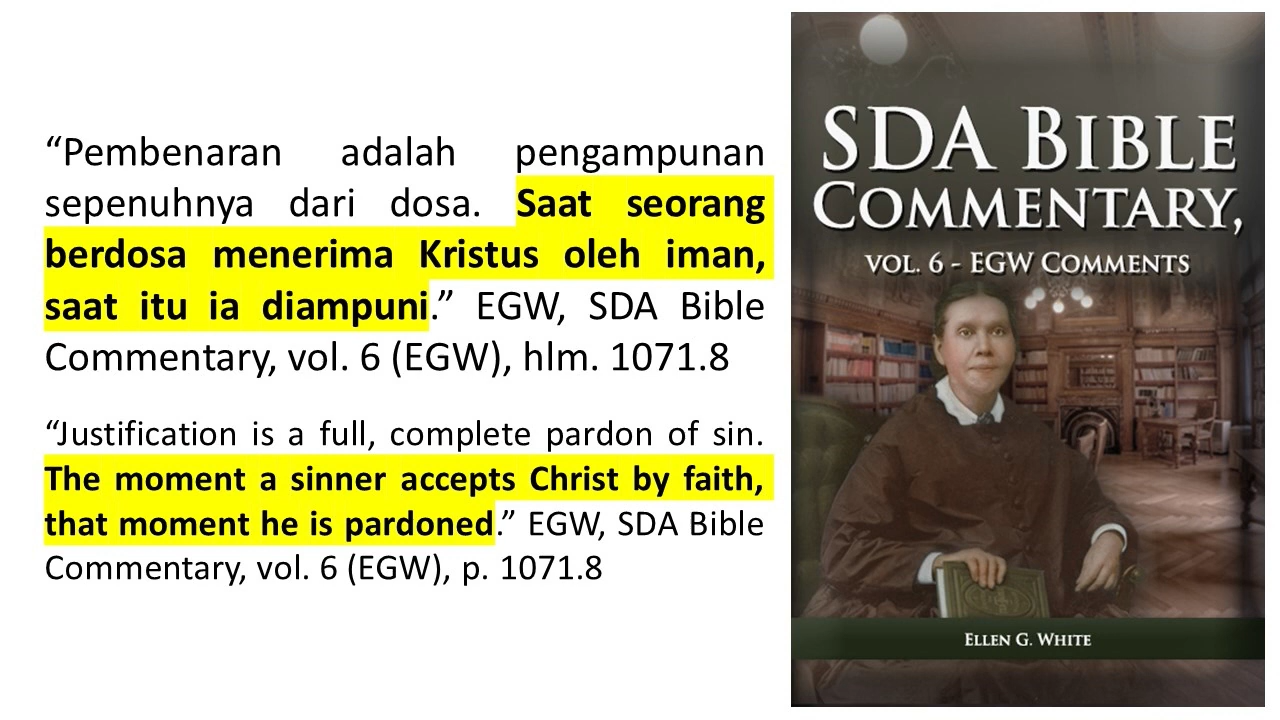 “Pembenaran adalah pengampunan
sepenuhnya dari dosa. Saat seorang
berdosa menerima Kristus oleh iman,
saat itu ia diampuni.” EGW, SDA Bible
Commentary, vol. 6 (EGW), hlm. 1071.8
“Justification is a full, complete pardon of sin.
The moment a sinner accepts Christ by faith,
that moment he is pardoned.” EGW, SDA Bible
Commentary, vol. 6 (EGW), p. 1071.8
SDA BIBLE
COMMENTARY,
VOL. 6 - EGW COMMENTS
ELLEN G. WHITE